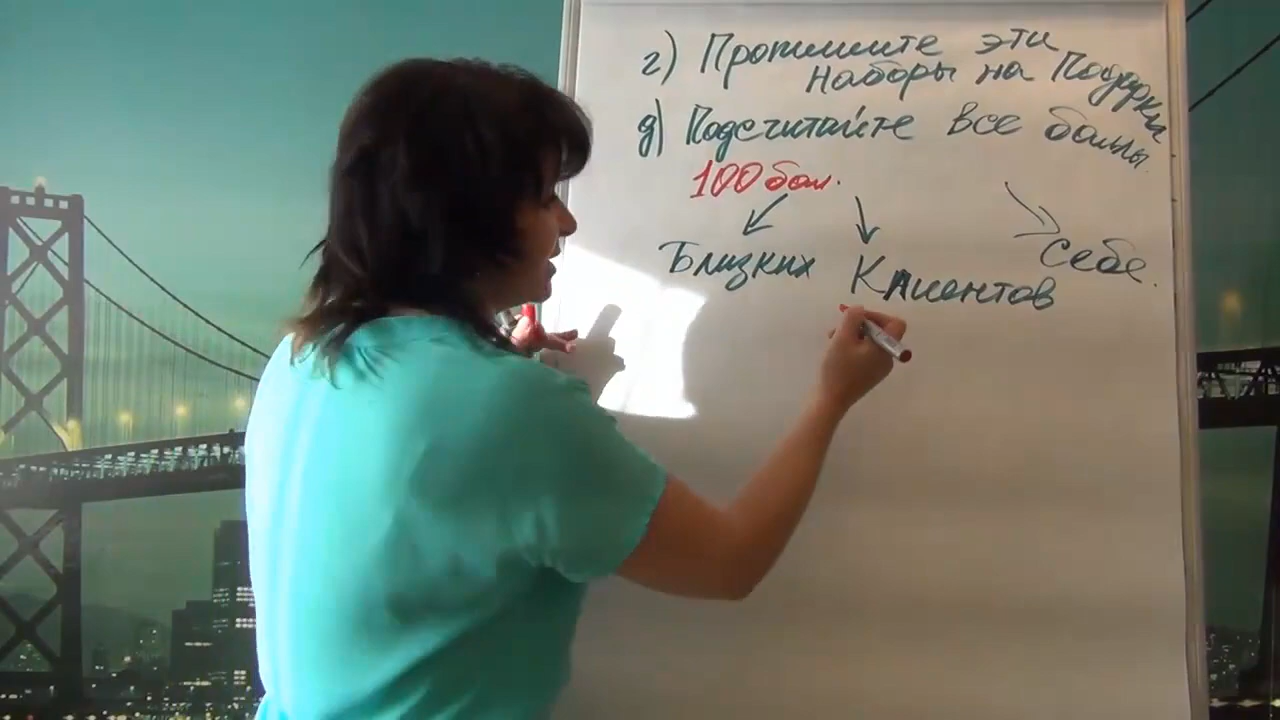 г) Пропишите эти
наборы на Подарки
д) Подсчитайте все баллы.
100 бал.
Близких Клиентов Себе.